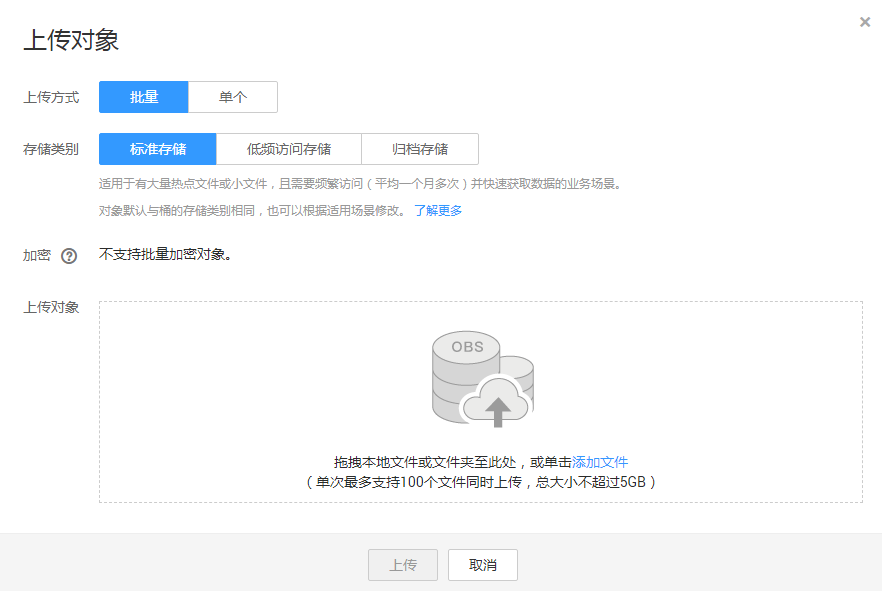 上传对象
×
上传方式 批量 单个
存储类别 标准存储 低频访问存储 归档存储
适用于有大量热点文件或小文件，且需要频繁访问（平均一个月多次）并快速获取数据的业务场景。
对象默认与桶的存储类别相同，也可以根据适用场景修改。 了解更多
加密 ? 不支持批量加密对象。
上传对象
OBS
拖拽本地文件或文件夹至此处，或单击添加文件
（单次最多支持100个文件同时上传，总大小不超过5GB）
上传 取消